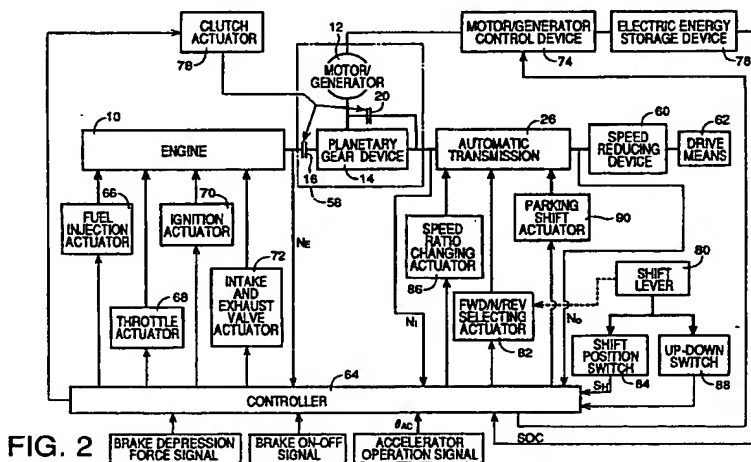 CLUTCH
ACTUATOR
78
12
MOTOR/
GENERATOR
20
MOTOR/GENERATOR
CONTROL DEVICE
74
ELECTRIC ENERGY
STORAGE DEVICE
76
10
ENGINE
16
PLANETARY
GEAR DEVICE
14
58
26
AUTOMATIC
TRANSMISSION
60
SPEED
REDUCING
DEVICE
62
DRIVE
MEANS
66
FUEL
INJECTION
ACTUATOR
70
IGNITION
ACTUATOR
68
THROTTLE
ACTUATOR
72
INTAKE
AND
EXHAUST
VALVE
ACTUATOR
NE
NI
SPEED
RATIO
CHANGING
ACTUATOR
86
FWD/N/REV
SELECTING
ACTUATOR
82
PARKING
SHIFT
ACTUATOR
90
No
80
SHIFT
LEVER
SHIFT
POSITION
SWITCH
84
UP-DOWN
SWITCH
88
SH
64
CONTROLLER
θAC
SOC
FIG. 2
BRAKE DEPRESSION
FORCE SIGNAL
BRAKE ON-OFF
SIGNAL
ACCELERATOR
OPERATION SIGNAL